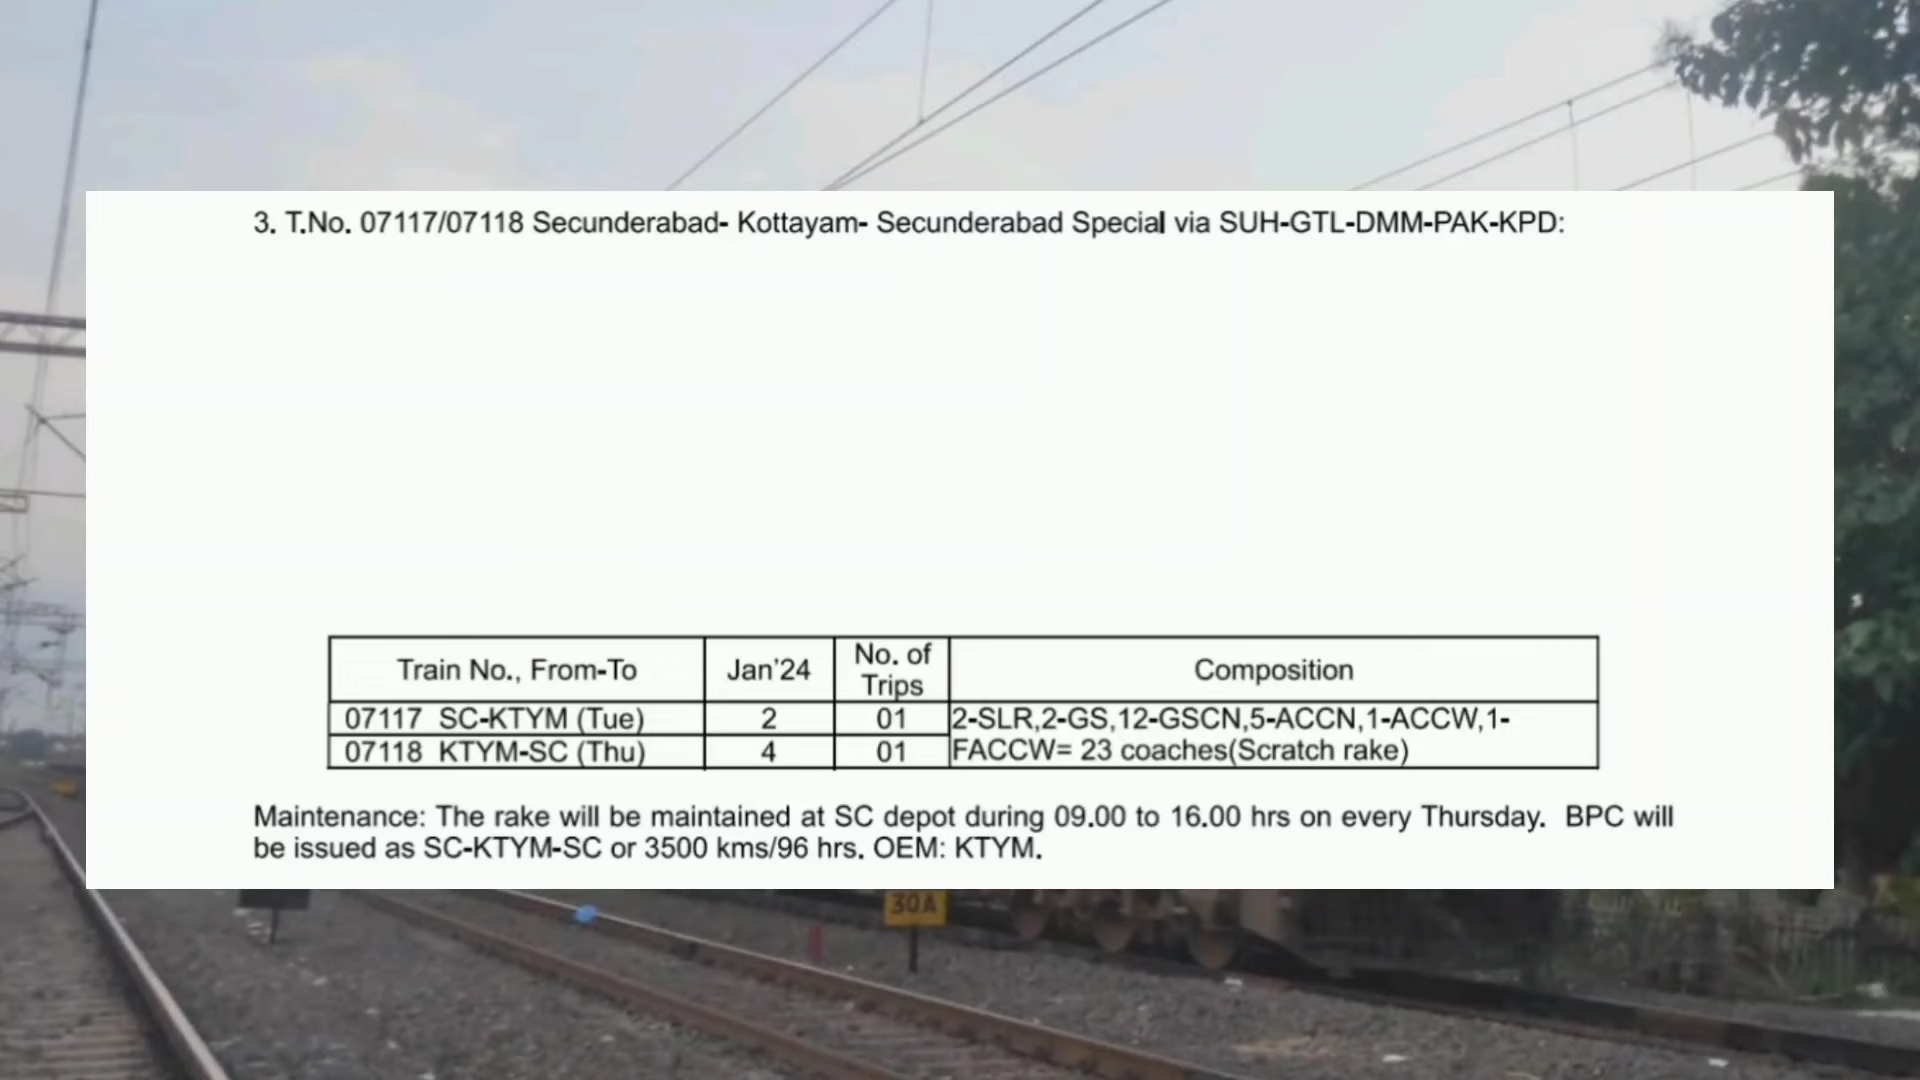 3. T.No. 07117/07118 Secunderabad- Kottayam- Secunderabad Special via SUH-GTL-DMM-PAK-KPD:
Train No., From-To Jan'24 No. of Trips Composition
07117 SC-KTYM (Tue) 2 01 2-SLR,2-GS,12-GSCN,5-ACCN,1-ACCW,1-
07118 KTYM-SC (Thu) 4 01 FACCW= 23 coaches(Scratch rake)
Maintenance: The rake will be maintained at SC depot during 09.00 to 16.00 hrs on every Thursday. BPC will
be issued as SC-KTYM-SC or 3500 kms/96 hrs. OEM: KTYM.
30A